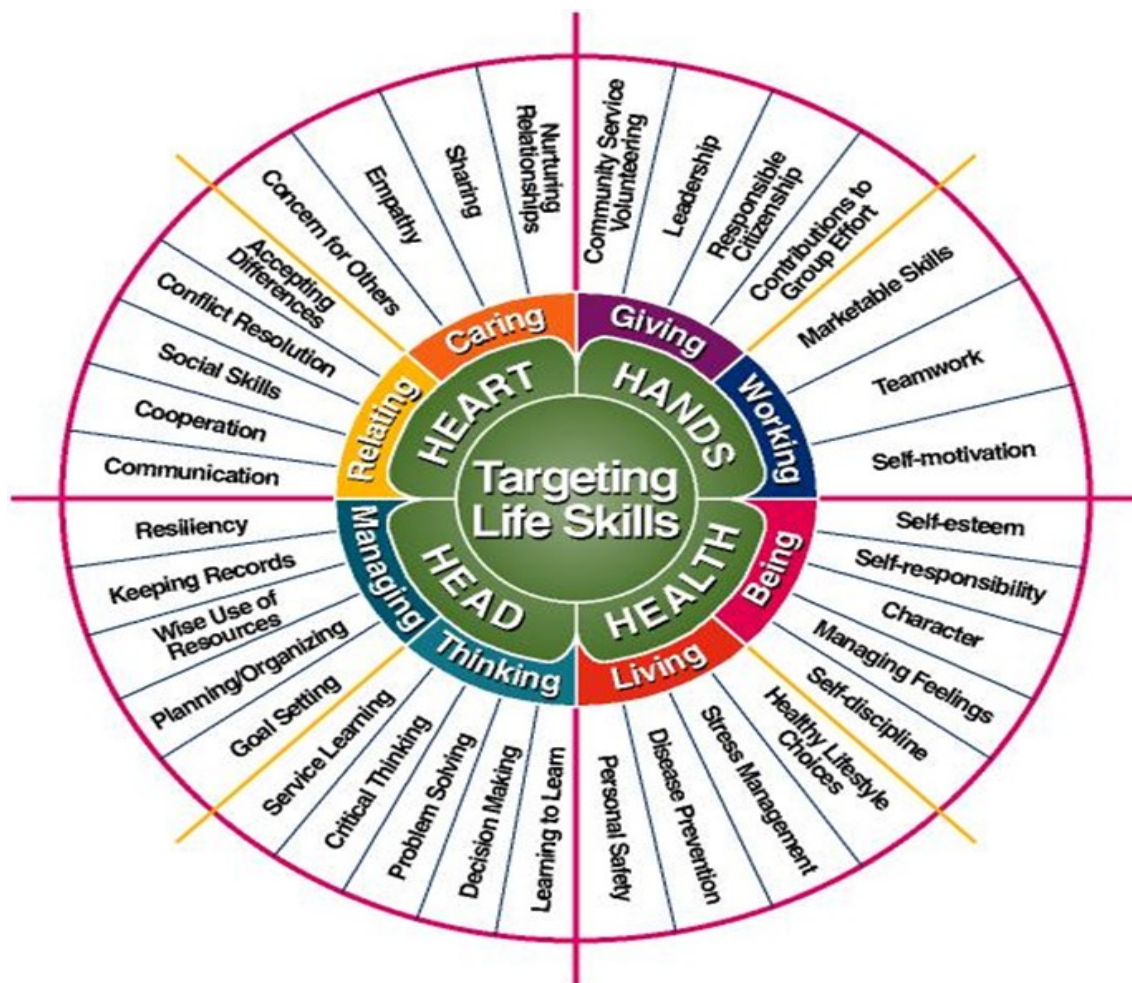 Targeting
Life Skills
HEART
HANDS
HEALTH
HEAD
Caring
Giving
Working
Being
Living
Thinking
Managing
Relating
Nurturing
Relationships
Sharing
Empathy
Concern for Others
Accepting
Differences
Conflict Resolution
Social Skills
Cooperation
Communication
Community Service
Volunteering
Leadership
Responsible
Citizenship
Contributions to
Group Effort
Marketable Skills
Teamwork
Self-motivation
Self-esteem
Self-responsibility
Character
Managing Feelings
Self-discipline
Healthy Lifestyle
Choices
Stress Management
Disease Prevention
Personal Safety
Learning to Learn
Decision Making
Problem Solving
Critical Thinking
Service Learning
Goal Setting
Planning/Organizing
Wise Use of
Resources
Keeping Records
Resiliency